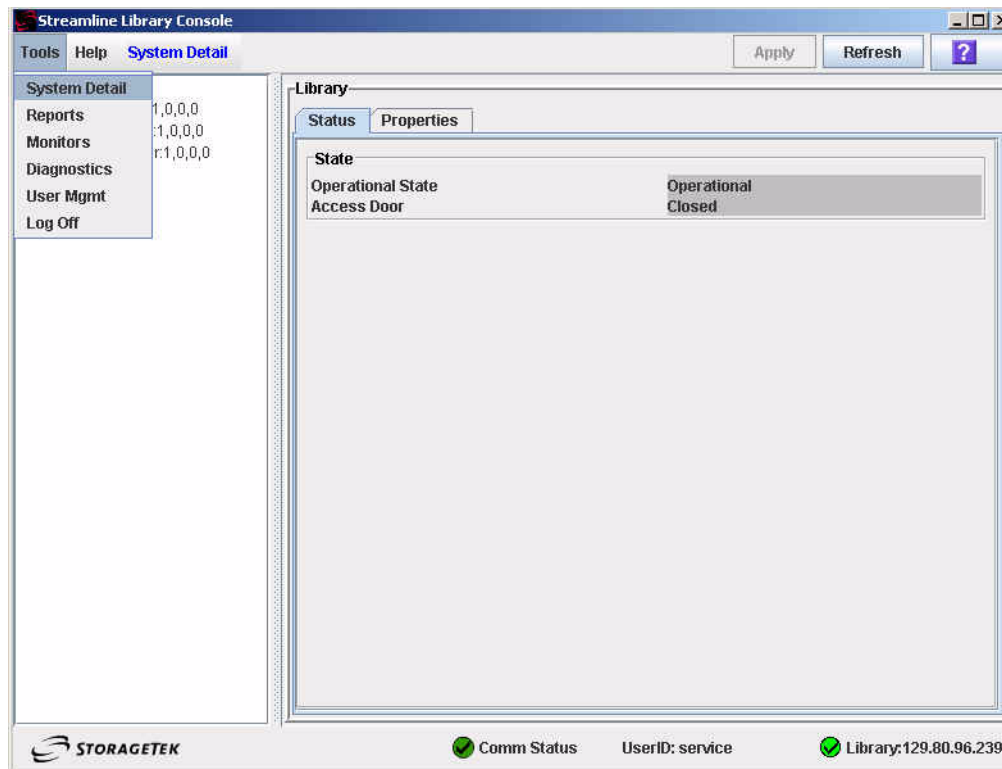 Streamline Library Console
Tools Help System Detail Apply Refresh ?
System Detail
Reports
Monitors
Diagnostics
User Mgmt
Log Off
1,0,0,0
:1,0,0,0
r:1,0,0,0
Library
Status Properties
State
Operational State Operational
Access Door Closed
STORAGETEK Comm Status UserID: service Library:129.80.96.239